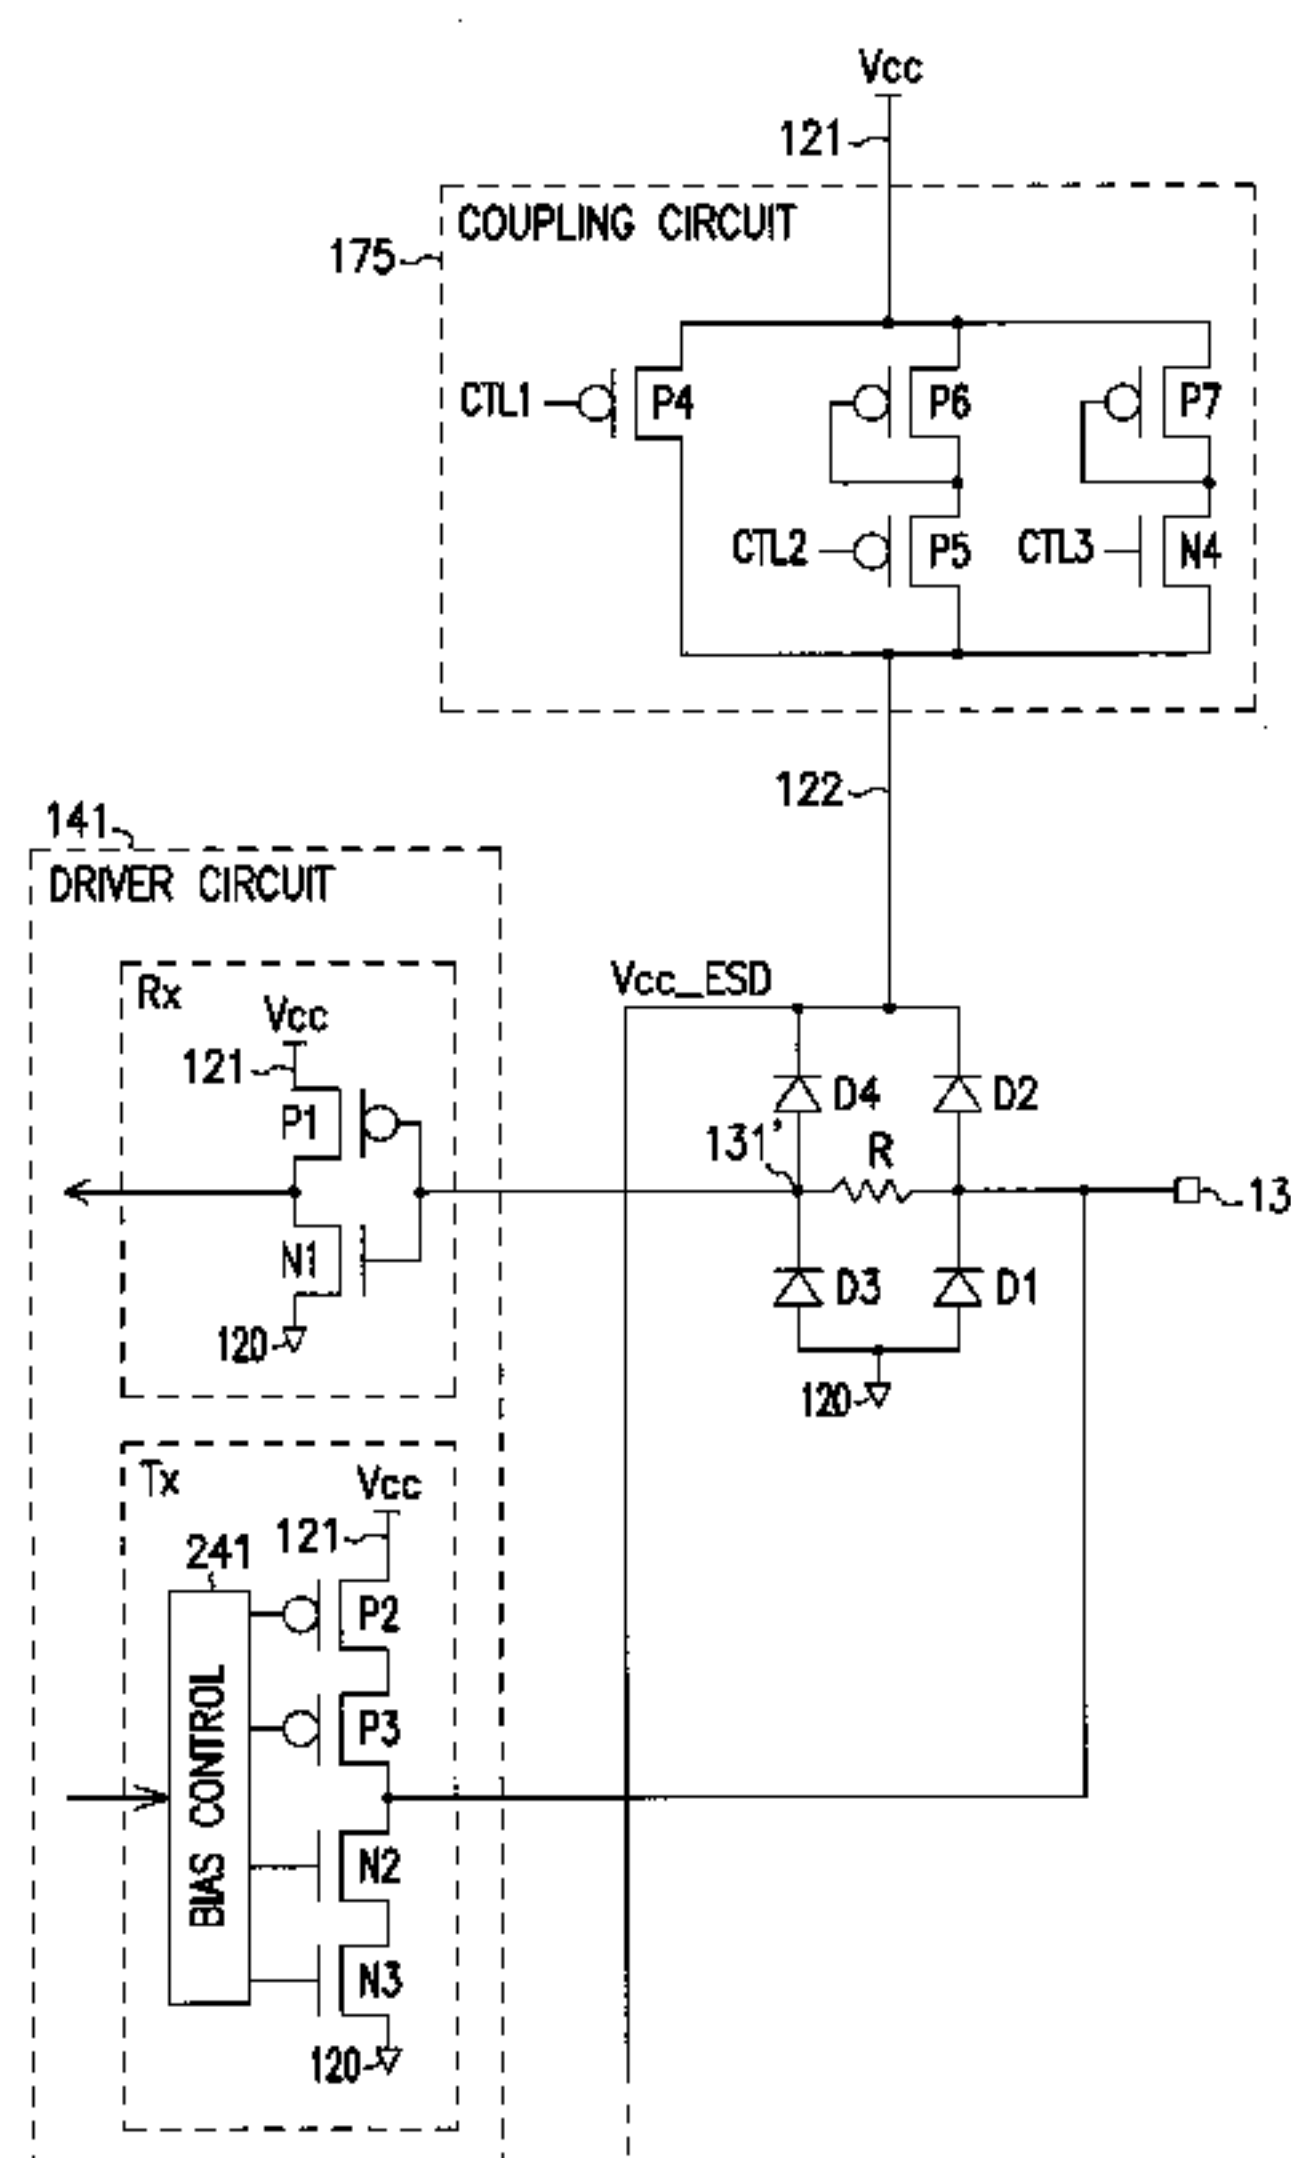 Vcc
121
COUPLING CIRCUIT
175
CTL1
P4
P6
P7
CTL2
P5
CTL3
N4
122
141
DRIVER CIRCUIT
Rx
Vcc
121
P1
N1
120
Vcc_ESD
D4
D2
131'
R
13
D3
D1
120
Tx
Vcc
121
241
P2
P3
BIAS CONTROL
N2
N3
120